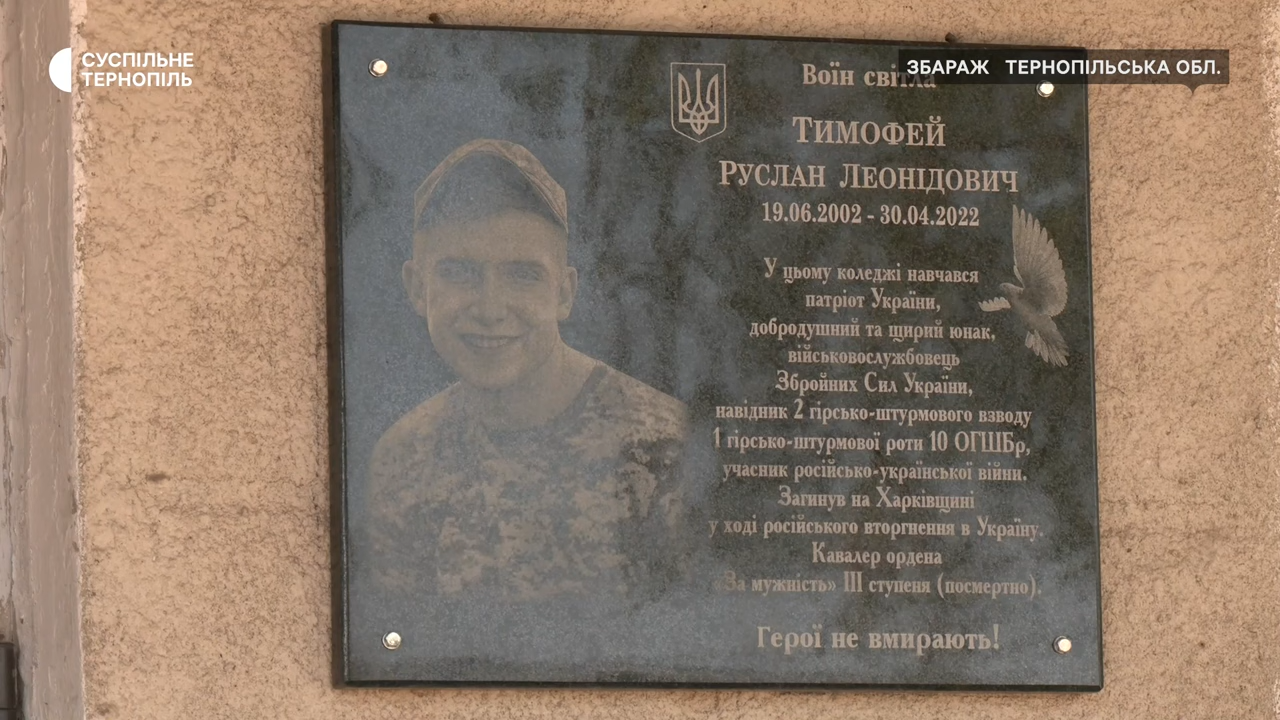 СУСПІЛЬНЕ
ТЕРНОПІЛЬ
ЗБАРАЖ ТЕРНОПІЛЬСЬКА ОБЛ.
Воїн світла
ТИМОФЕЙ
РУСЛАН ЛЕОНІДОВИЧ
19.06.2002 - 30.04.2022
У цьому коледжі навчався
патріот України,
добродушний та щирий юнак,
військовослужбовець
Збройних Сил України,
навідник 2 гірсько-штурмового взводу
1 гірсько-штурмової роти 10 ОГШБр,
учасник російсько-української війни.
Загинув на Харківщині
у ході російського вторгнення в Україну.
Кавалер ордена
«За мужність» III ступеня (посмертно).
Герої не вмирають!